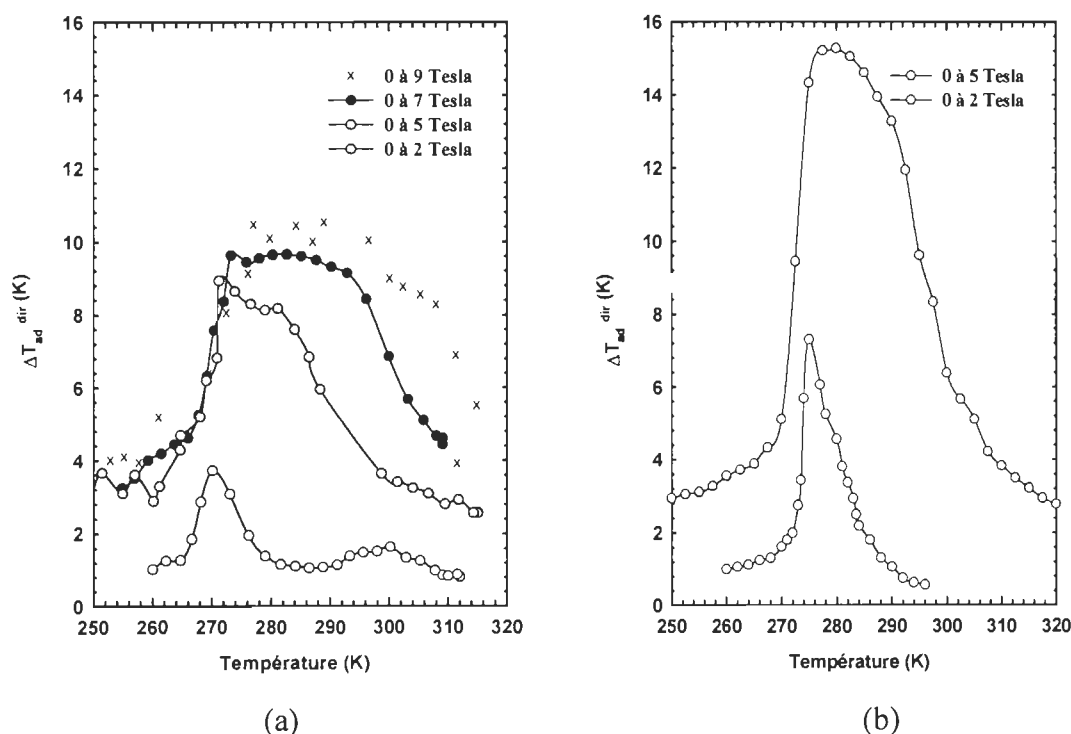 16
14
12
10
8
6
4
2
0
ΔT_ad^dir (K)
× 0 à 9 Tesla
● 0 à 7 Tesla
○ 0 à 5 Tesla
○ 0 à 2 Tesla
250 260 270 280 290 300 310 320
Température (K)
(a)
16
14
12
10
8
6
4
2
0
ΔT_ad^dir (K)
○ 0 à 5 Tesla
○ 0 à 2 Tesla
250 260 270 280 290 300 310 320
Température (K)
(b)